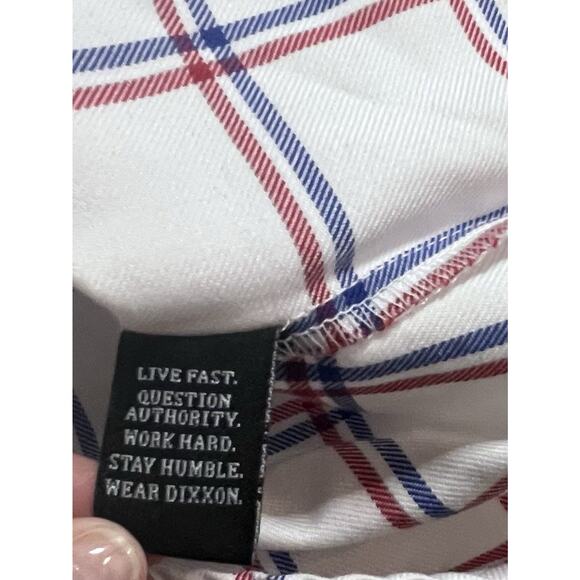 LIVE FAST.
QUESTION
AUTHORITY.
WORK HARD.
STAY HUMBLE.
WEAR DIXXON.